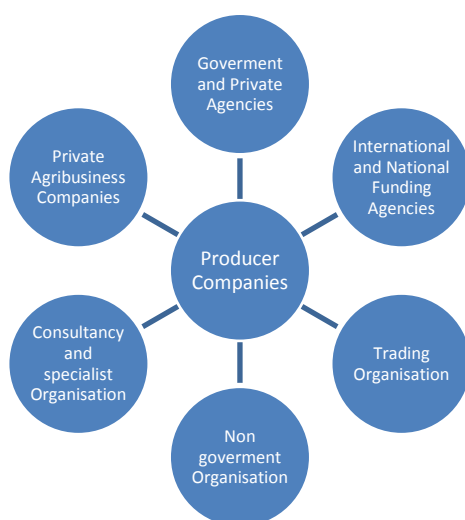 Goverment
and Private
Agencies
International
and National
Funding
Agencies
Private
Agribusiness
Companies
Producer
Companies
Consultancy
and
specialist
Organisation
Trading
Organisation
Non
goverment
Organisation